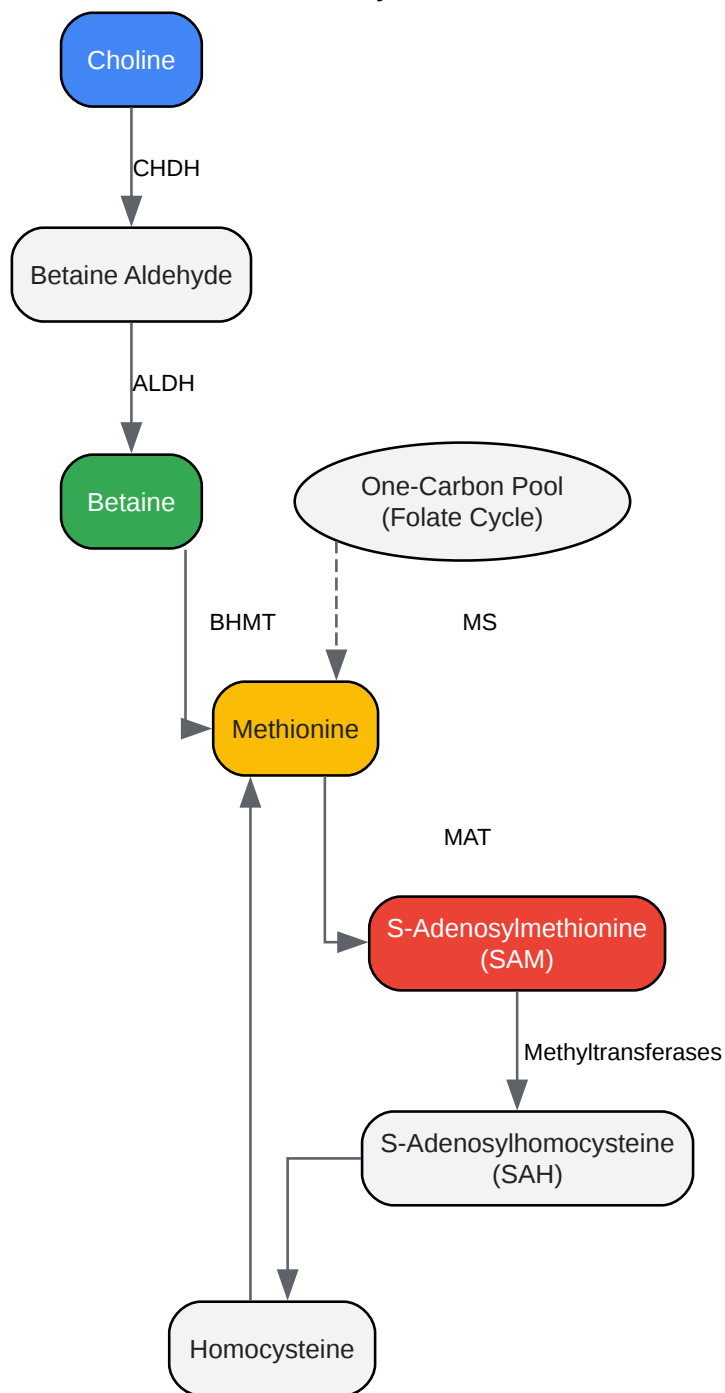 Choline
CHDH
Betaine Aldehyde
ALDH
Betaine
One-Carbon Pool
(Folate Cycle)
BHMT
MS
Methionine
MAT
S-Adenosylmethionine
(SAM)
Methyltransferases
S-Adenosylhomocysteine
(SAH)
Homocysteine